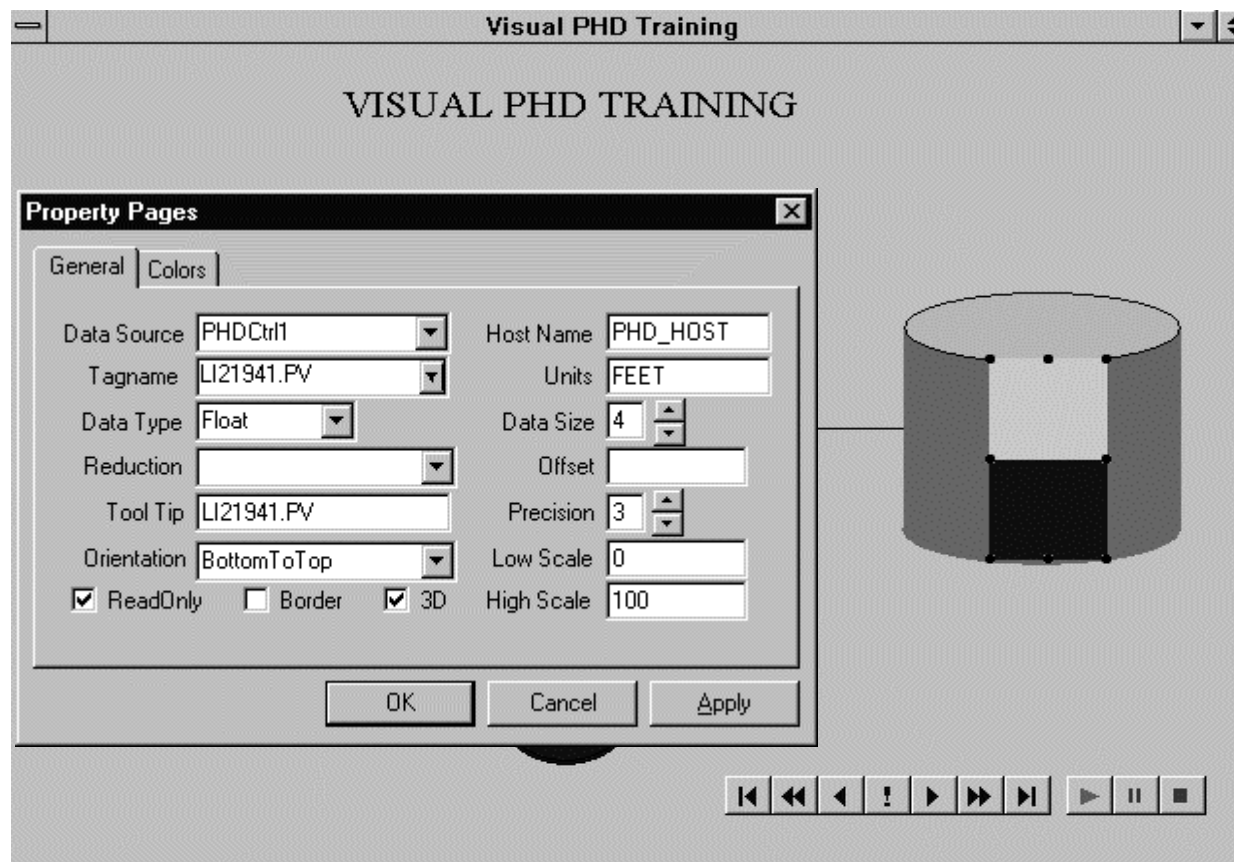 Visual PHD Training
VISUAL PHD TRAINING
Property Pages
General Colors
Data Source PHDCtrl1 Host Name PHD_HOST
Tagname LI21941.PV Units FEET
Data Type Float Data Size 4
Reduction Offset
Tool Tip LI21941.PV Precision 3
Orientation BottomToTop Low Scale 0
ReadOnly Border 3D High Scale 100
OK Cancel Apply